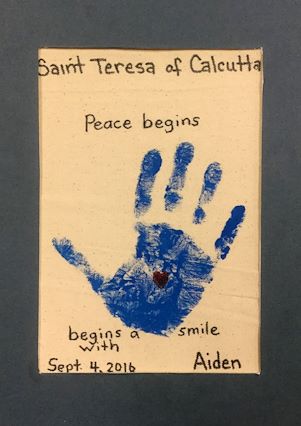 Saint Teresa of Calcutta
Peace begins
begins a smile
with
Sept. 4, 2016 Aiden